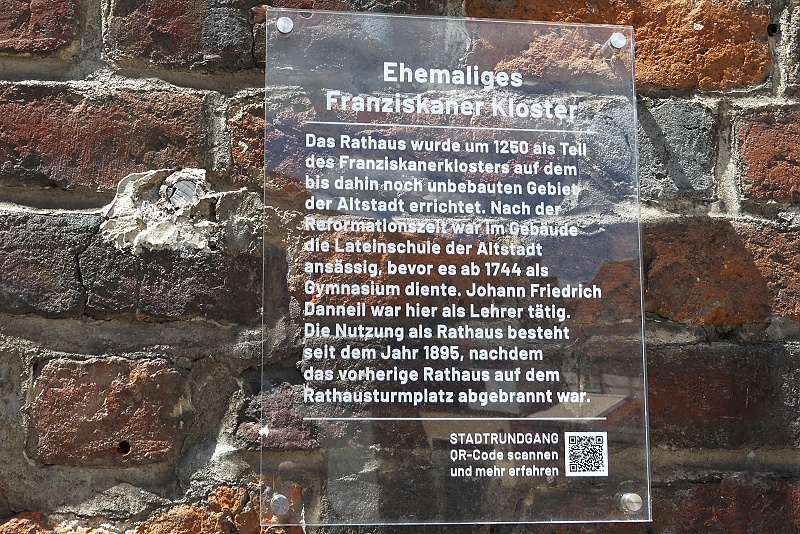 Ehemaliges
Franziskaner Kloster
Das Rathaus wurde um 1250 als Teil
des Franziskanerklosters auf dem
bis dahin noch unbebauten Gebiet
der Altstadt errichtet. Nach der
Reformationszeit war im Gebäude
die Lateinschule der Altstadt
ansässig, bevor es ab 1744 als
Gymnasium diente. Johann Friedrich
Danneil war hier als Lehrer tätig.
Die Nutzung als Rathaus besteht
seit dem Jahr 1895, nachdem
das vorherige Rathaus auf dem
Rathausturmplatz abgebrannt war.
STADTRUNDGANG
QR-Code scannen
und mehr erfahren